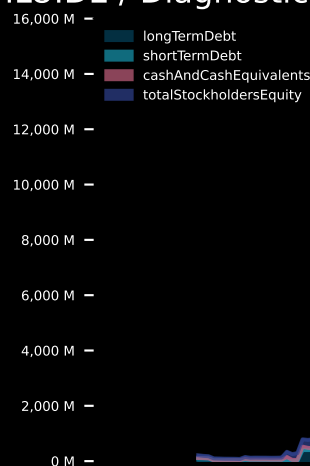 16,000 M
longTermDebt
shortTermDebt
14,000 M
cashAndCashEquivalents
totalStockholdersEquity
12,000 M
10,000 M
8,000 M
6,000 M
4,000 M
2,000 M
0 M